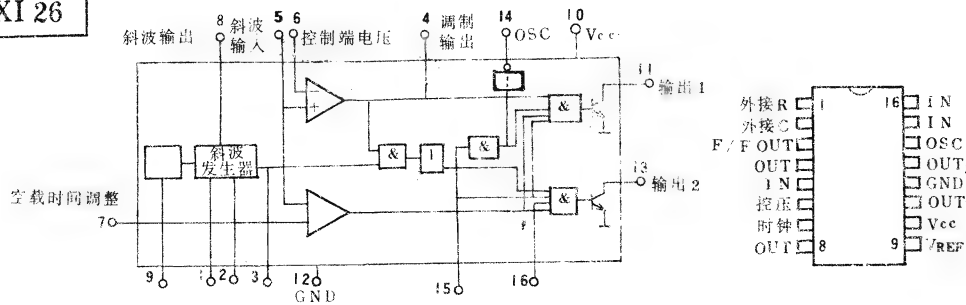 XI 26
斜波输出
8
斜波
输入
5
6
控制端电压
4
调制
输出
14
OSC
10
Vcc
11
输出1
&
&
&
1
斜波
发生器
13
输出2
&
空载时间调整
7
9
1
2
3
12
GND
15
16
外接R
1
16
IN
外接C
IN
F/F OUT
OSC
OUT
OUT
IN
GND
控压
OUT
时钟
Vcc
OUT
8
9
VREF